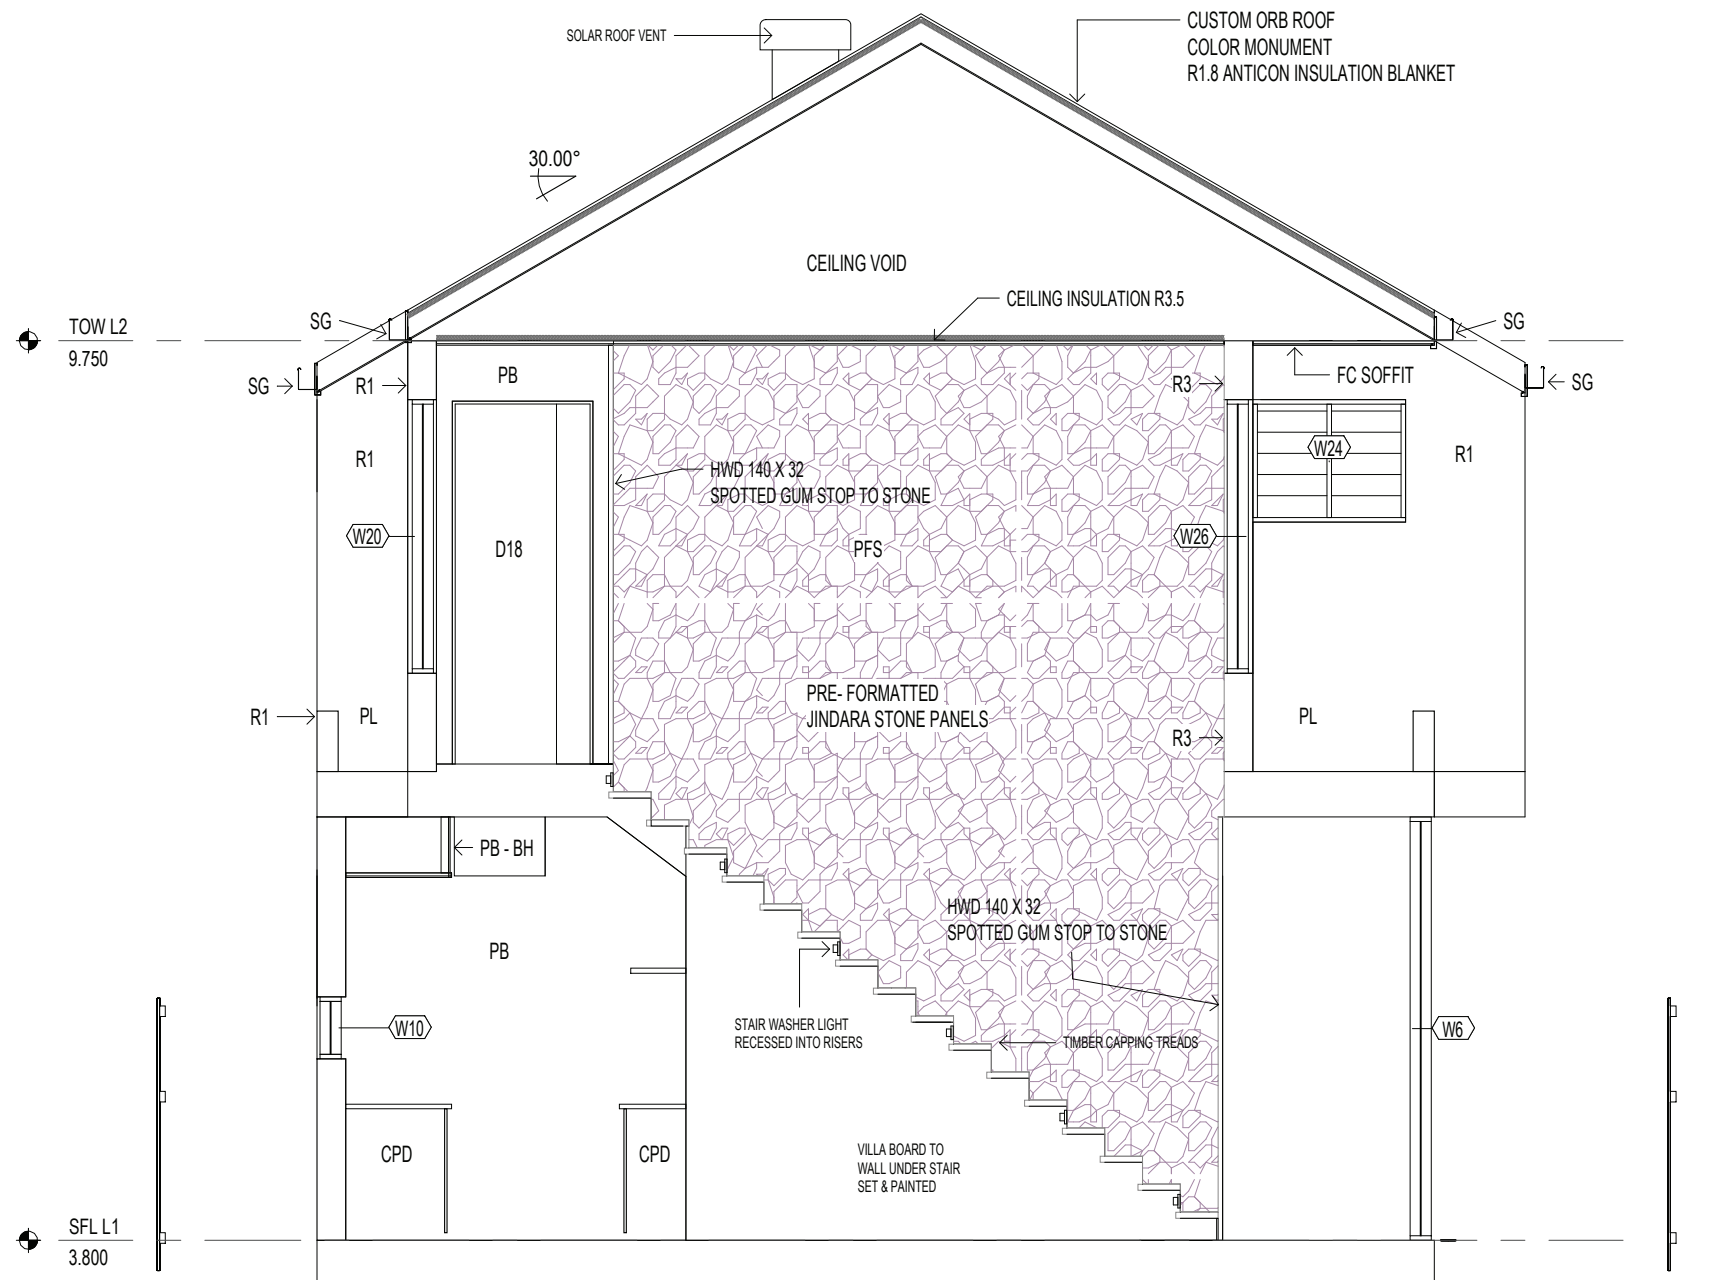 SOLAR ROOF VENT
CUSTOM ORB ROOF
COLOR MONUMENT
R1.8 ANTICON INSULATION BLANKET
30.00°
CEILING VOID
CEILING INSULATION R3.5
TOW L2
9.750
SG
SG
SG
R1
PB
R3
FC SOFFIT
SG
R1
HWD 140 X 32
SPOTTED GUM STOP TO STONE
W24
R1
W20
D18
PFS
W26
PRE- FORMATTED
JINDARA STONE PANELS
R1
PL
R3
PL
PB - BH
HWD 140 X 32
SPOTTED GUM STOP TO STONE
PB
W10
STAIR WASHER LIGHT
RECESSED INTO RISERS
TIMBER CAPPING TREADS
W6
CPD
CPD
VILLA BOARD TO
WALL UNDER STAIR
SET & PAINTED
SFL L1
3.800